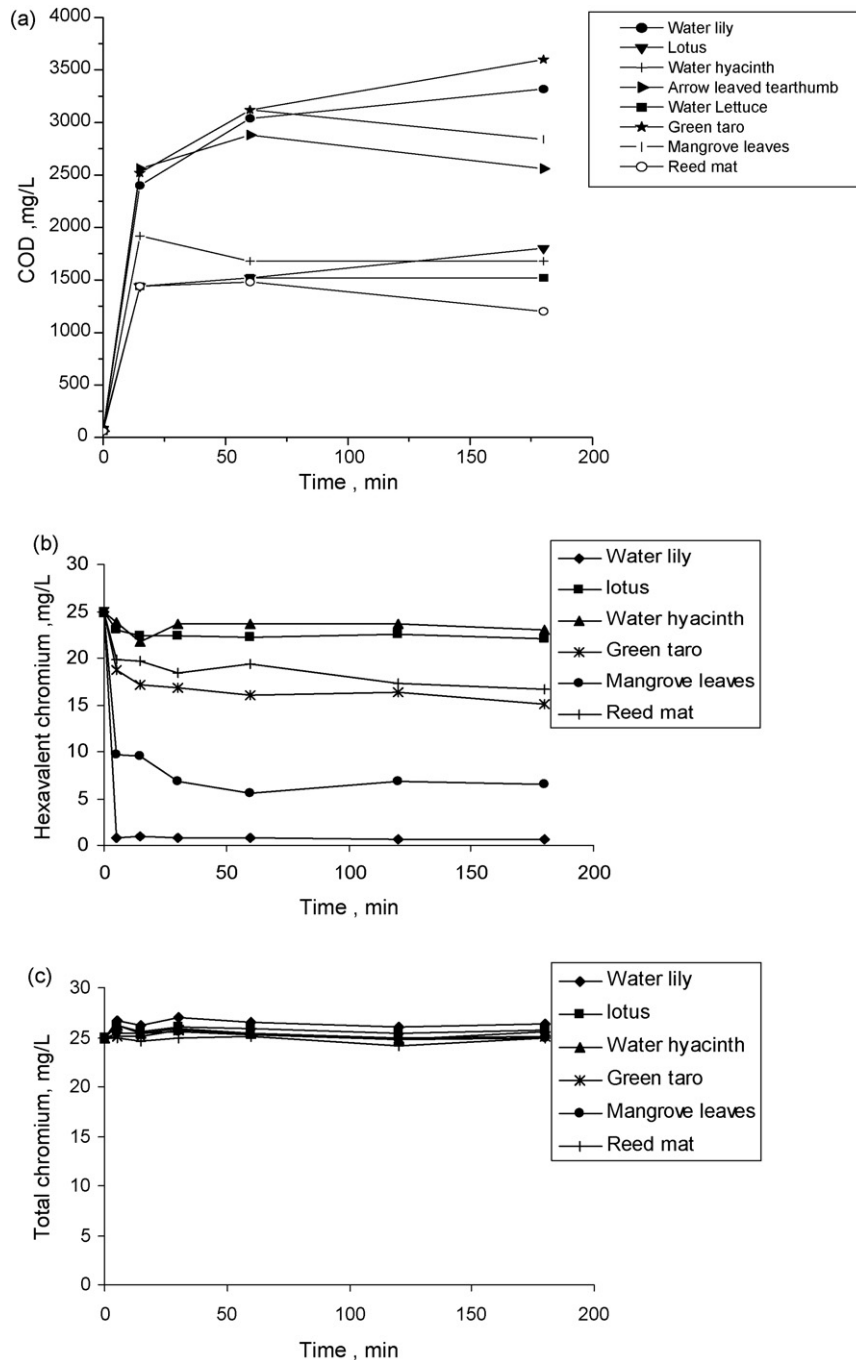 (a)
4000
3500
3000
2500
2000
1500
1000
500
0
COD ,mg/L
0
50
100
150
200
Time , min
Water lily
Lotus
Water hyacinth
Arrow leaved tearthumb
Water Lettuce
Green taro
Mangrove leaves
Reed mat
(b)
30
25
20
15
10
5
0
Hexavalent chromium ,mg/L
0
50
100
150
200
Time , min
Water lily
lotus
Water hyacinth
Green taro
Mangrove leaves
Reed mat
(c)
30
25
20
15
10
5
0
Total chromium, mg/L
0
50
100
150
200
Time, min
Water lily
lotus
Water hyacinth
Green taro
Mangrove leaves
Reed mat